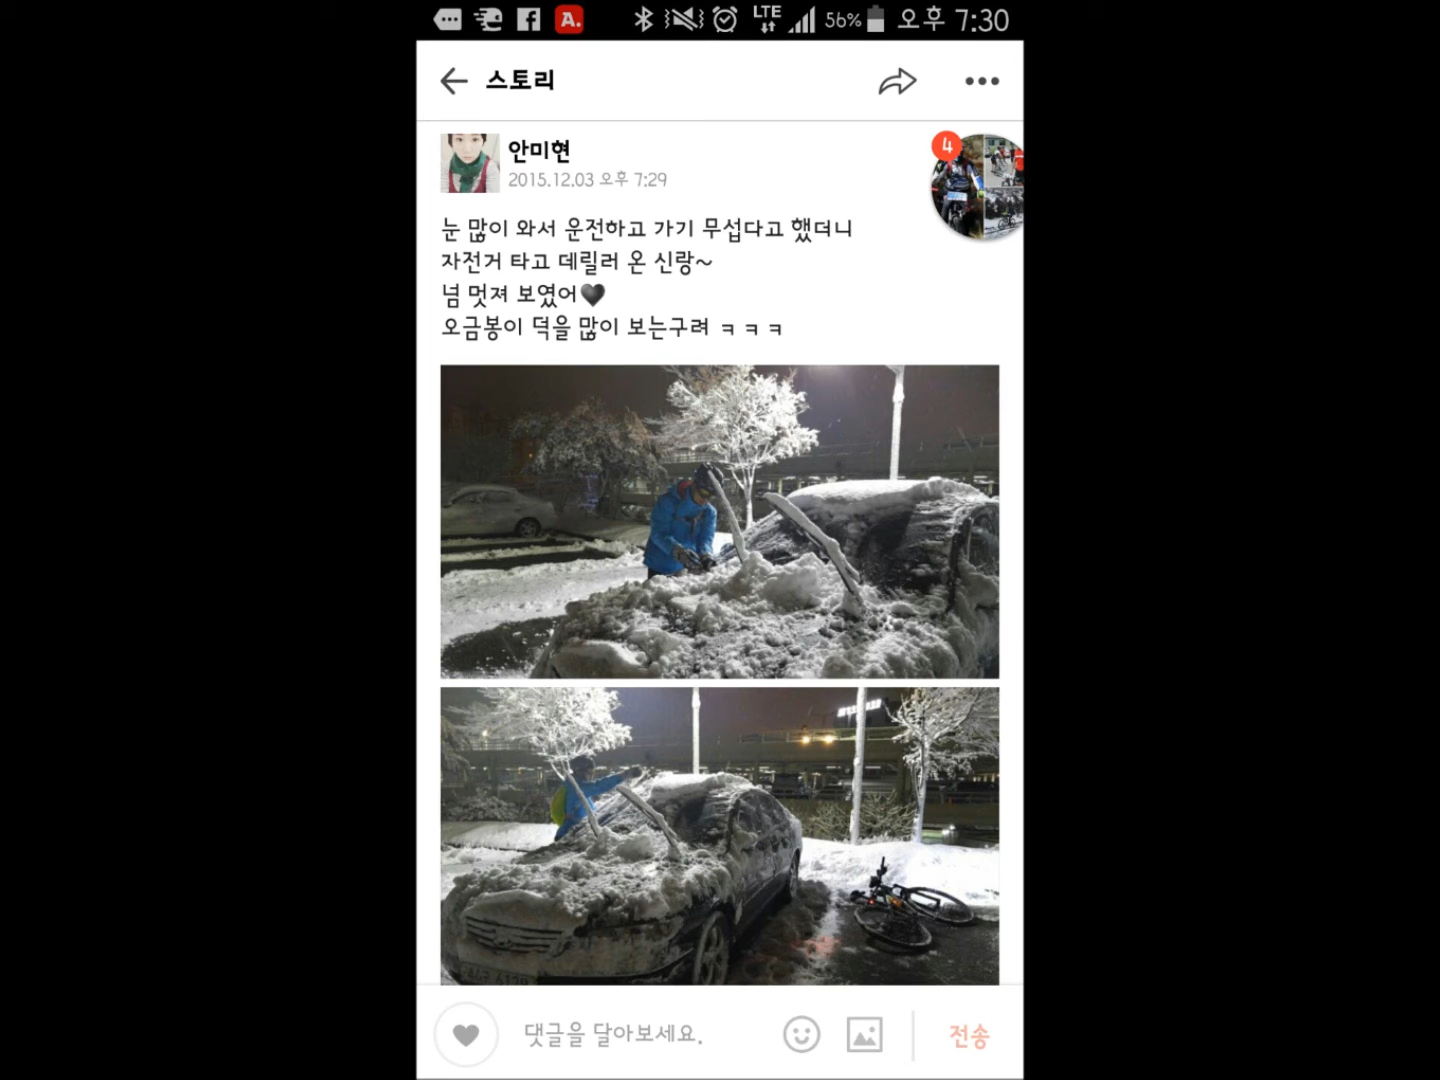 A.
LTE
56%
오후 7:30
스토리
4
안미현
2015.12.03 오후 7:29
눈 많이 와서 운전하고 가기 무섭다고 했더니
자전거 타고 데릴러 온 신랑~
넘 멋져 보였어🖤
오금봉이 덕을 많이 보는구려 ㅋㅋㅋ
댓글을 달아보세요.
전송